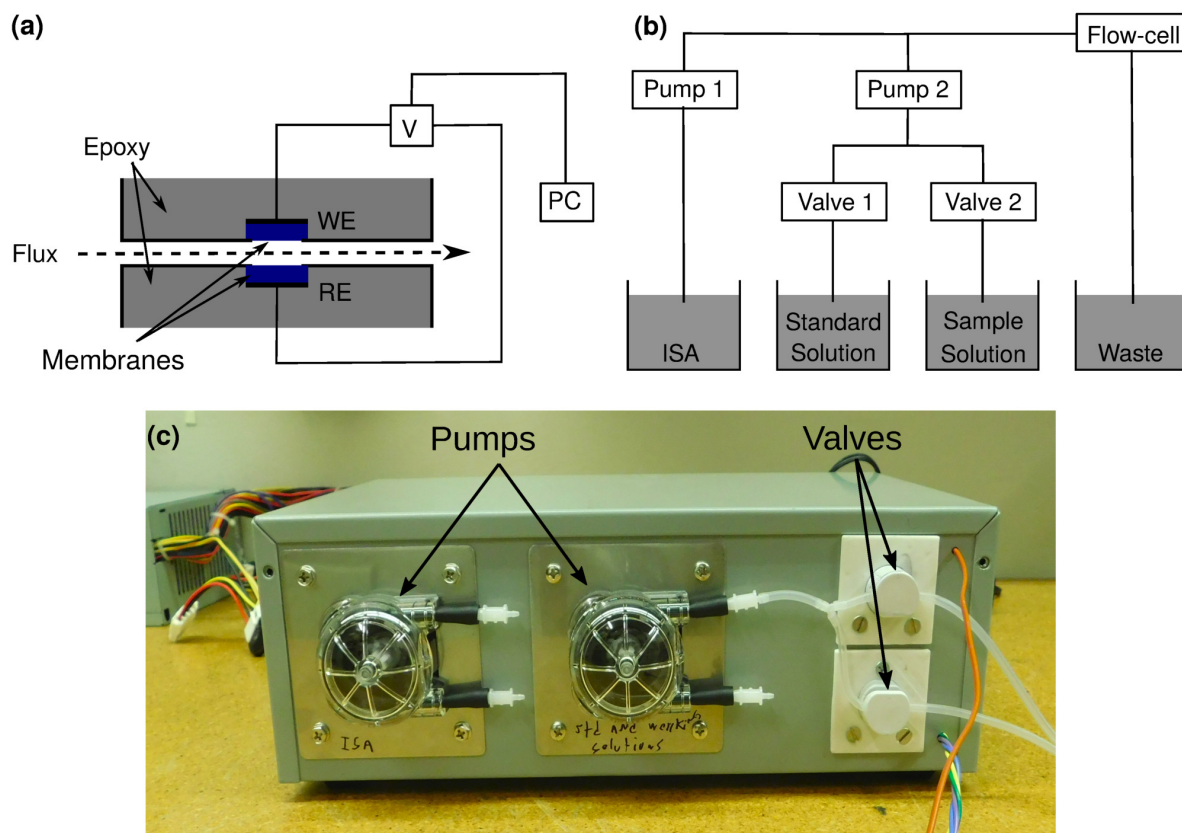 (a)
Epoxy
WE
V
PC
Flux
RE
Membranes
(b)
Flow-cell
Pump 1
Pump 2
Valve 1
Valve 2
ISA
Standard
Solution
Sample
Solution
Waste
(c)
Pumps
Valves
ISA
std and working
solutions